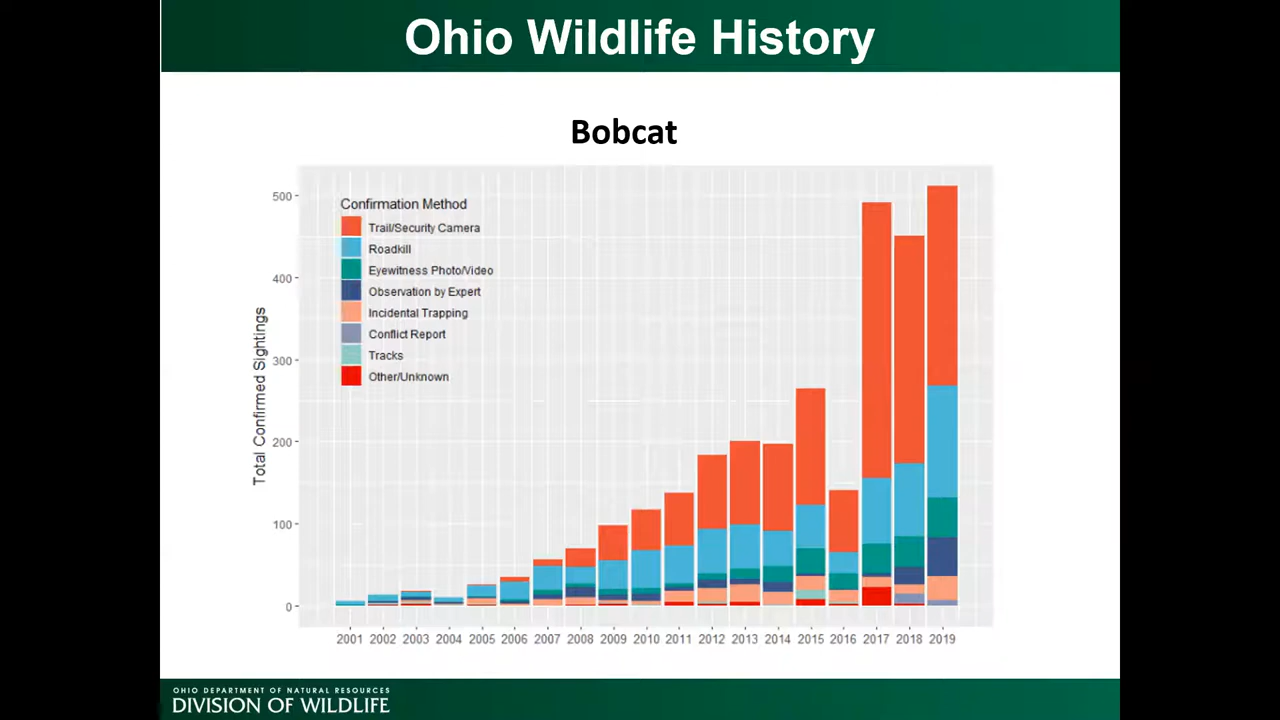 Ohio Wildlife History
Bobcat
Confirmation Method
Trail/Security Camera
Roadkill
Eyewitness Photo/Video
Observation by Expert
Incidental Trapping
Conflict Report
Tracks
Other/Unknown
Total Confirmed Sightings
500
400
300
200
100
0
2001 2002 2003 2004 2005 2006 2007 2008 2009 2010 2011 2012 2013 2014 2015 2016 2017 2018 2019
OHIO DEPARTMENT OF NATURAL RESOURCES
DIVISION OF WILDLIFE